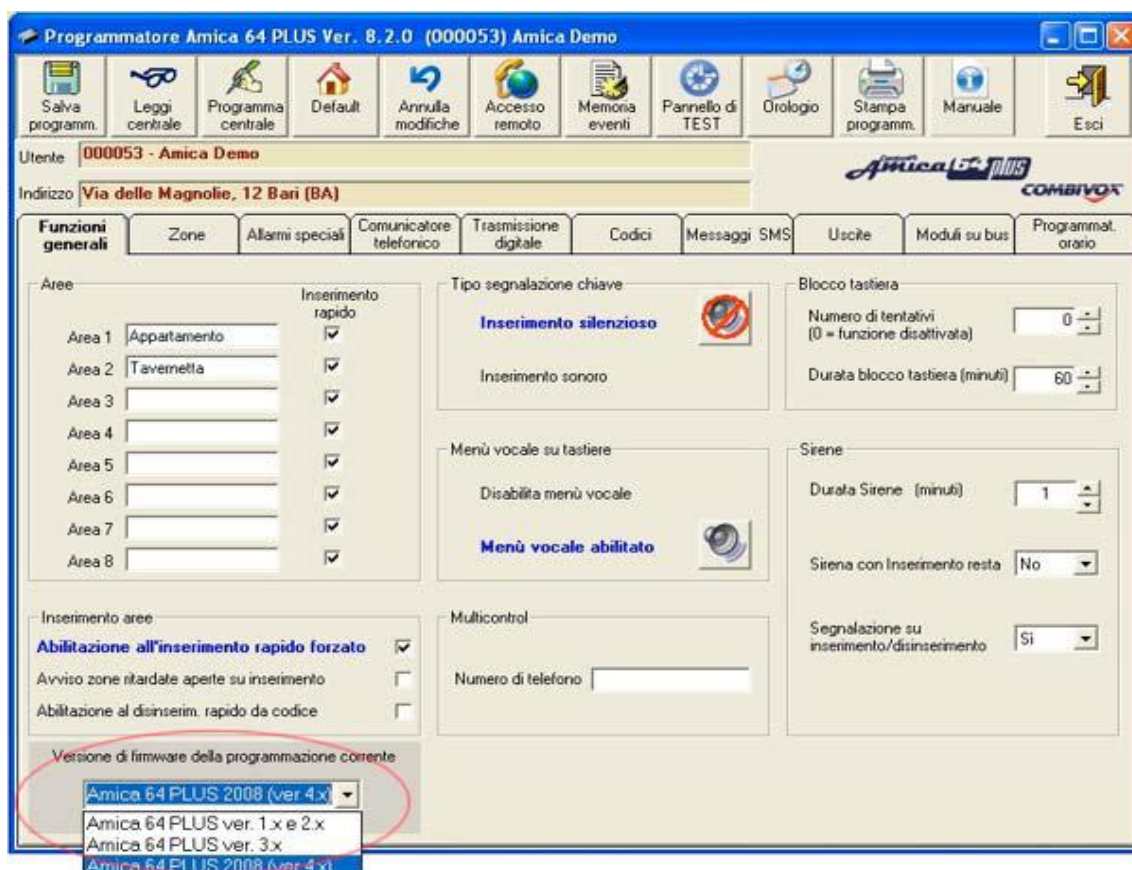 Programmatore Amica 64 PLUS Ver. 8.2.0 (000053) Amica Demo
Salva programm.
Leggi centrale
Programma centrale
Default
Annulla modifiche
Accesso remoto
Memoria eventi
Pannello di TEST
Orologio
Stampa programm.
Manuale
Esci
Utente 000053 - Amica Demo
Amica 64 plus
Indirizzo Via delle Magnolie, 12 Bari (BA)
COMBIVOX
Funzioni generali
Zone
Allarmi speciali
Comunicatore telefonico
Trasmissione digitale
Codici
Messaggi SMS
Uscite
Moduli su bus
Programmat. orario
Aree
Inserimento rapido
Area 1 Appartamento
Area 2 Tavernetta
Area 3
Area 4
Area 5
Area 6
Area 7
Area 8
Tipo segnalazione chiave
Inserimento silenzioso
Inserimento sonoro
Blocco tastiera
Numero di tentativi
(0 = funzione disattivata) 0
Durata blocco tastiera (minuti) 60
Menù vocale su tastiere
Disabilita menù vocale
Menù vocale abilitato
Sirene
Durata Sirene (minuti) 1
Sirena con Inserimento resta No
Segnalazione su
inserimento/disinserimento Si
Inserimento aree
Abilitazione all'inserimento rapido forzato
Avviso zone ritardate aperte su inserimento
Abilitazione al disinserim. rapido da codice
Multicontrol
Numero di telefono
Versione di firmware della programmazione corrente
Amica 64 PLUS 2008 (ver 4.x)
Amica 64 PLUS ver. 1.x e 2.x
Amica 64 PLUS ver. 3.x
Amica 64 PLUS 2008 (ver 4.x)